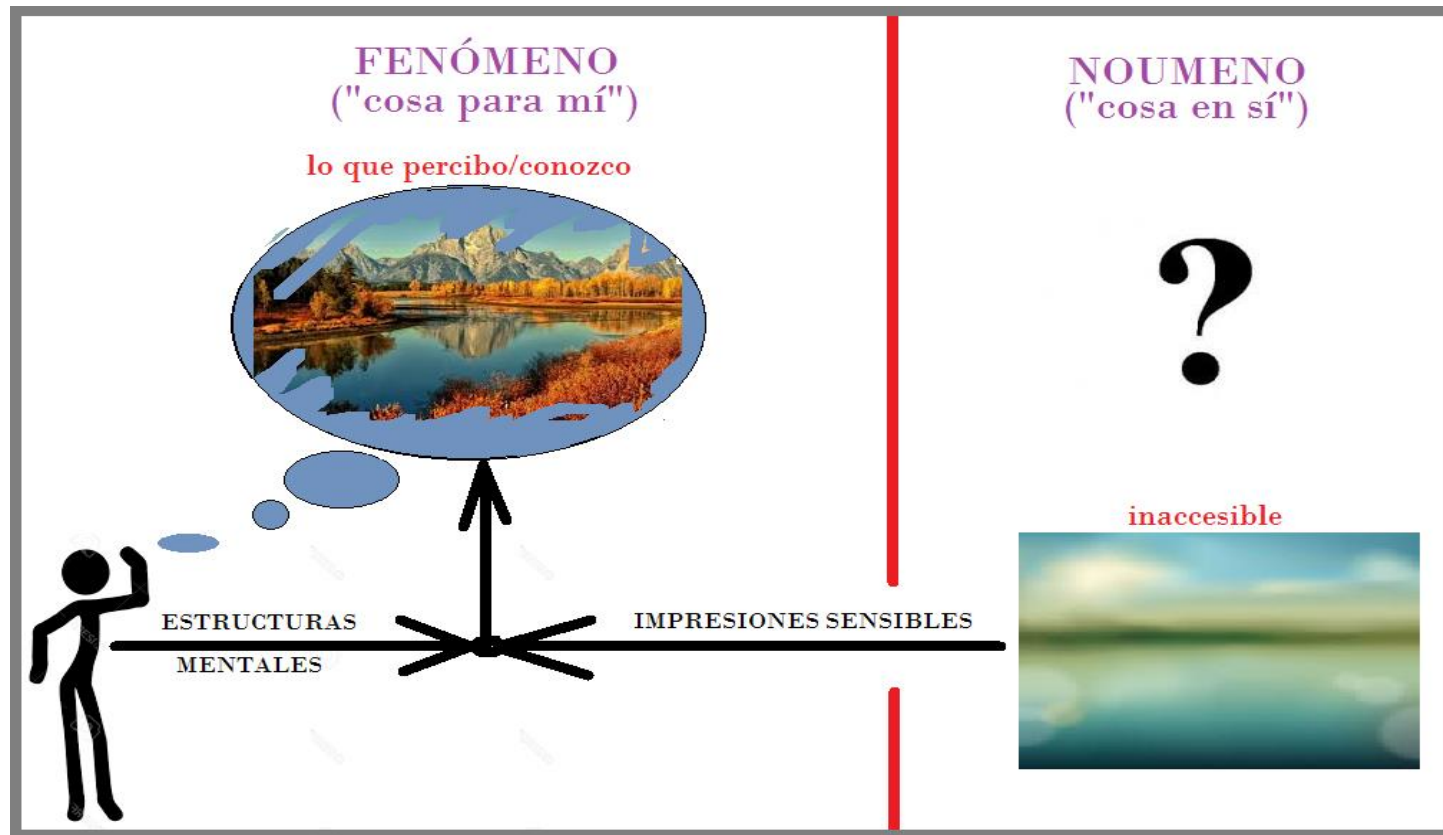 FENÓMENO
("cosa para mí")
lo que percibo/conozco
NOUMENO
("cosa en sí")
?
inaccesible
ESTRUCTURAS
MENTALES
IMPRESIONES SENSIBLES